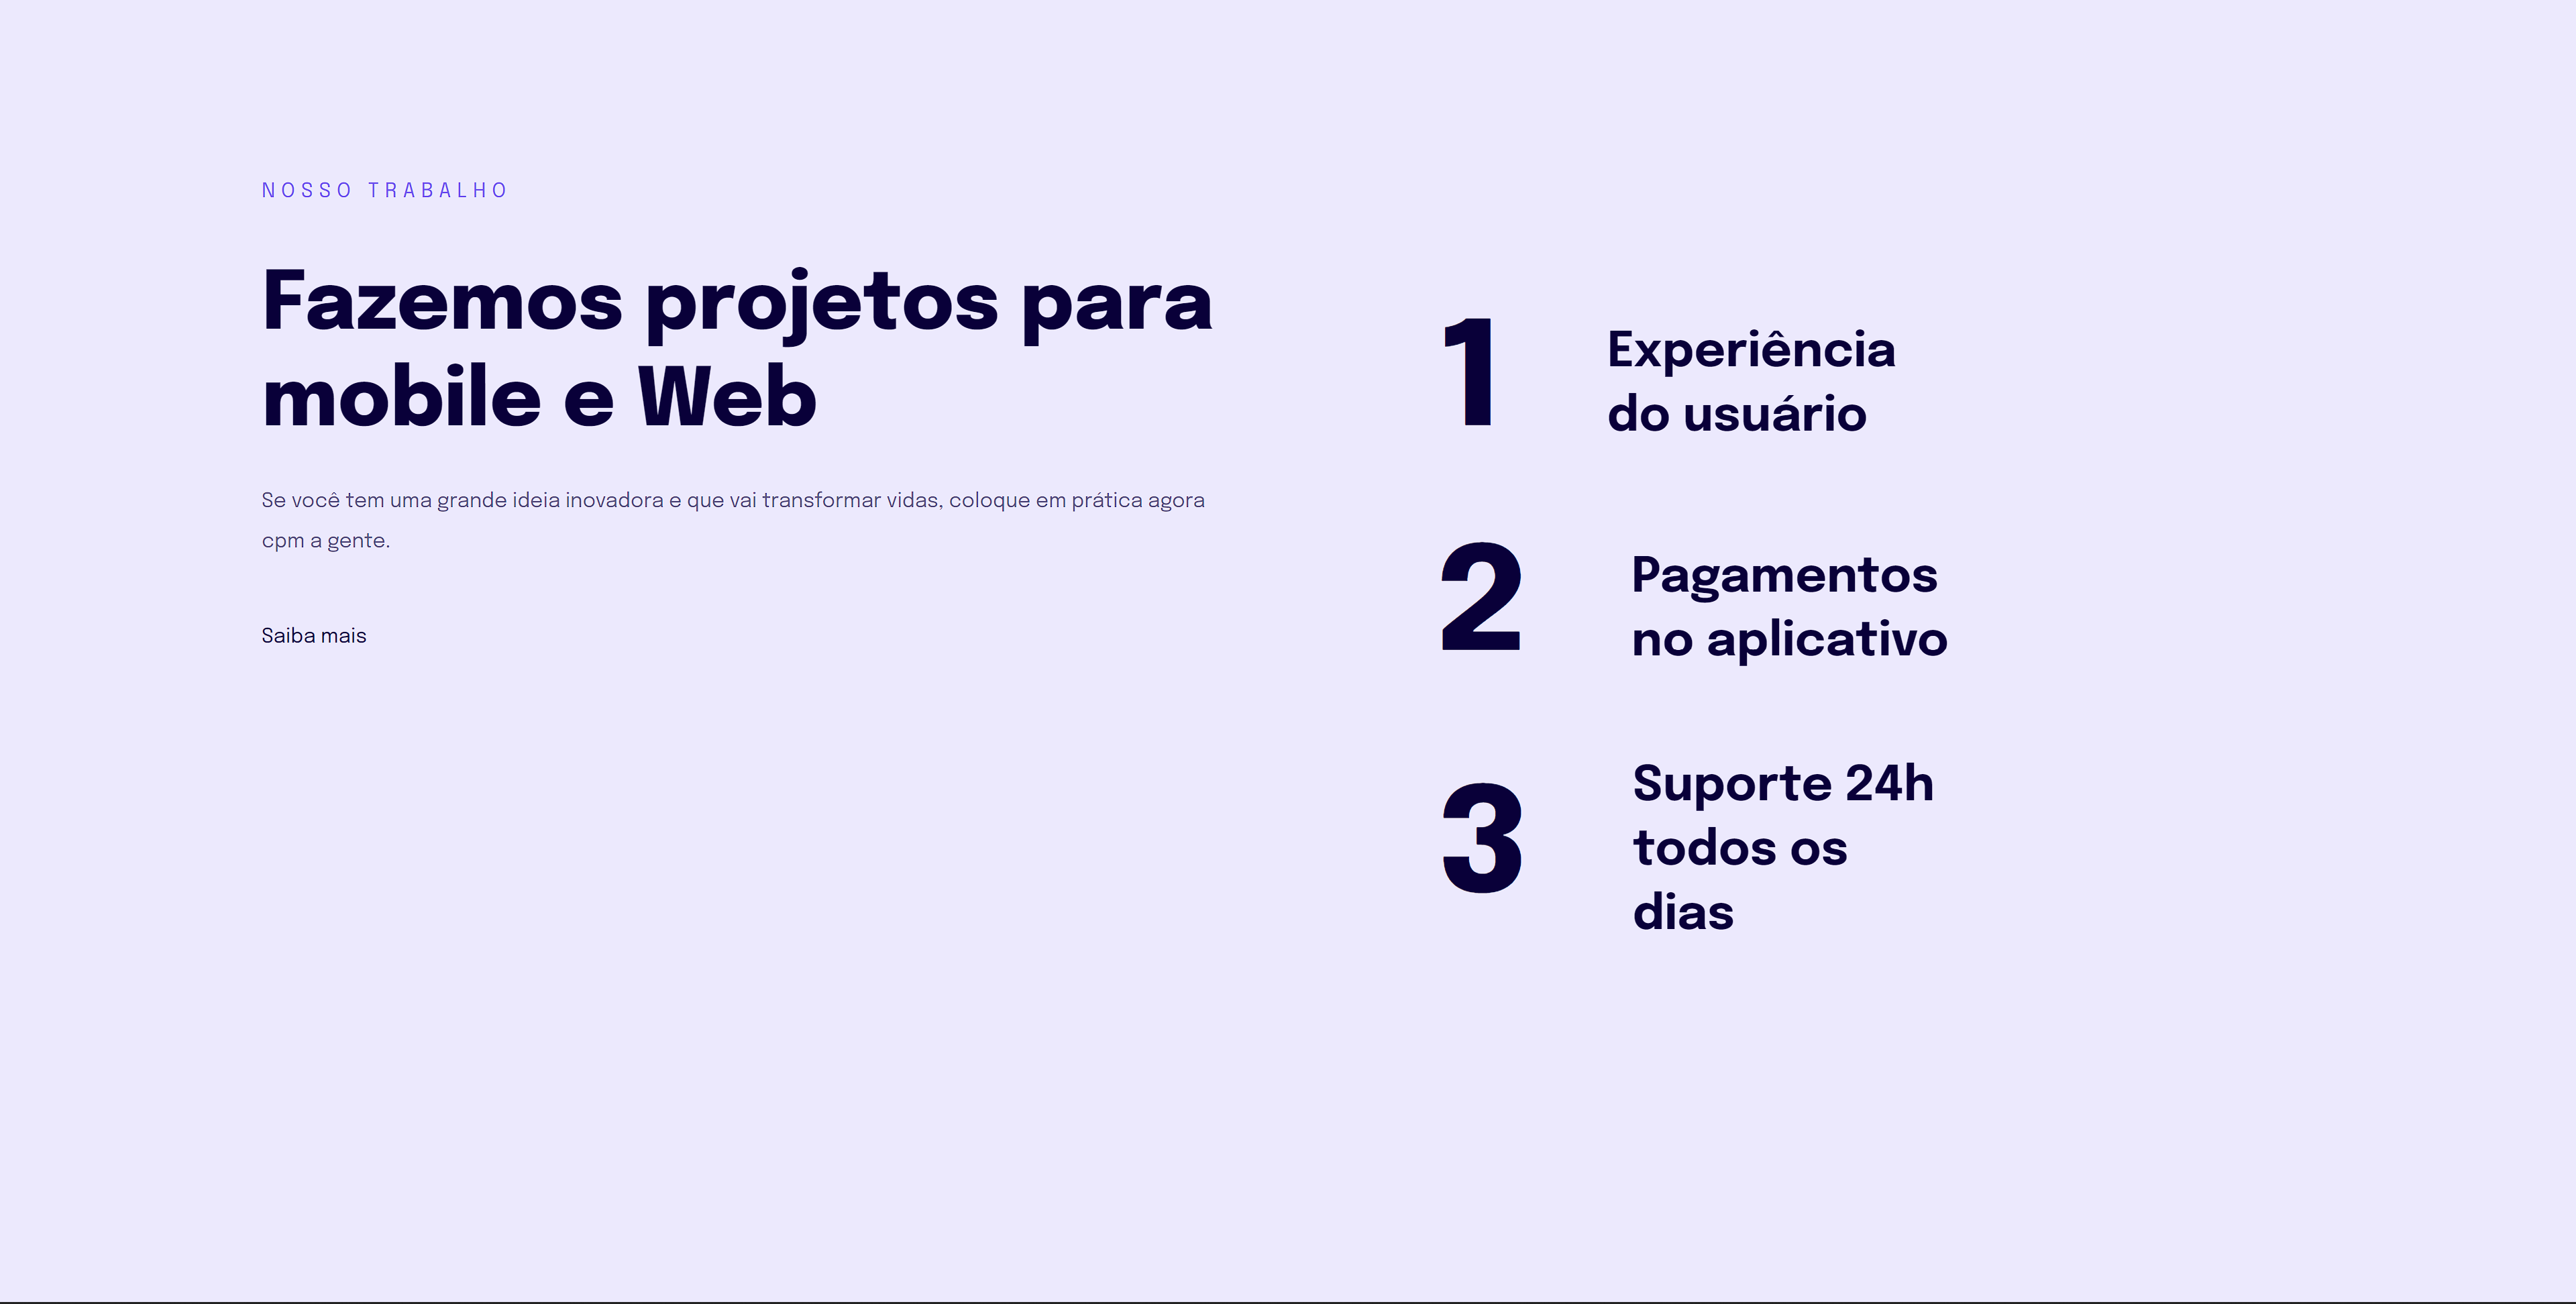 NOSSO TRABALHO
Fazemos projetos para
mobile e Web
Se você tem uma grande ideia inovadora e que vai transformar vidas, coloque em prática agora
cpm a gente.
Saiba mais
1
Experiência
do usuário
2
Pagamentos
no aplicativo
3
Suporte 24h
todos os
dias